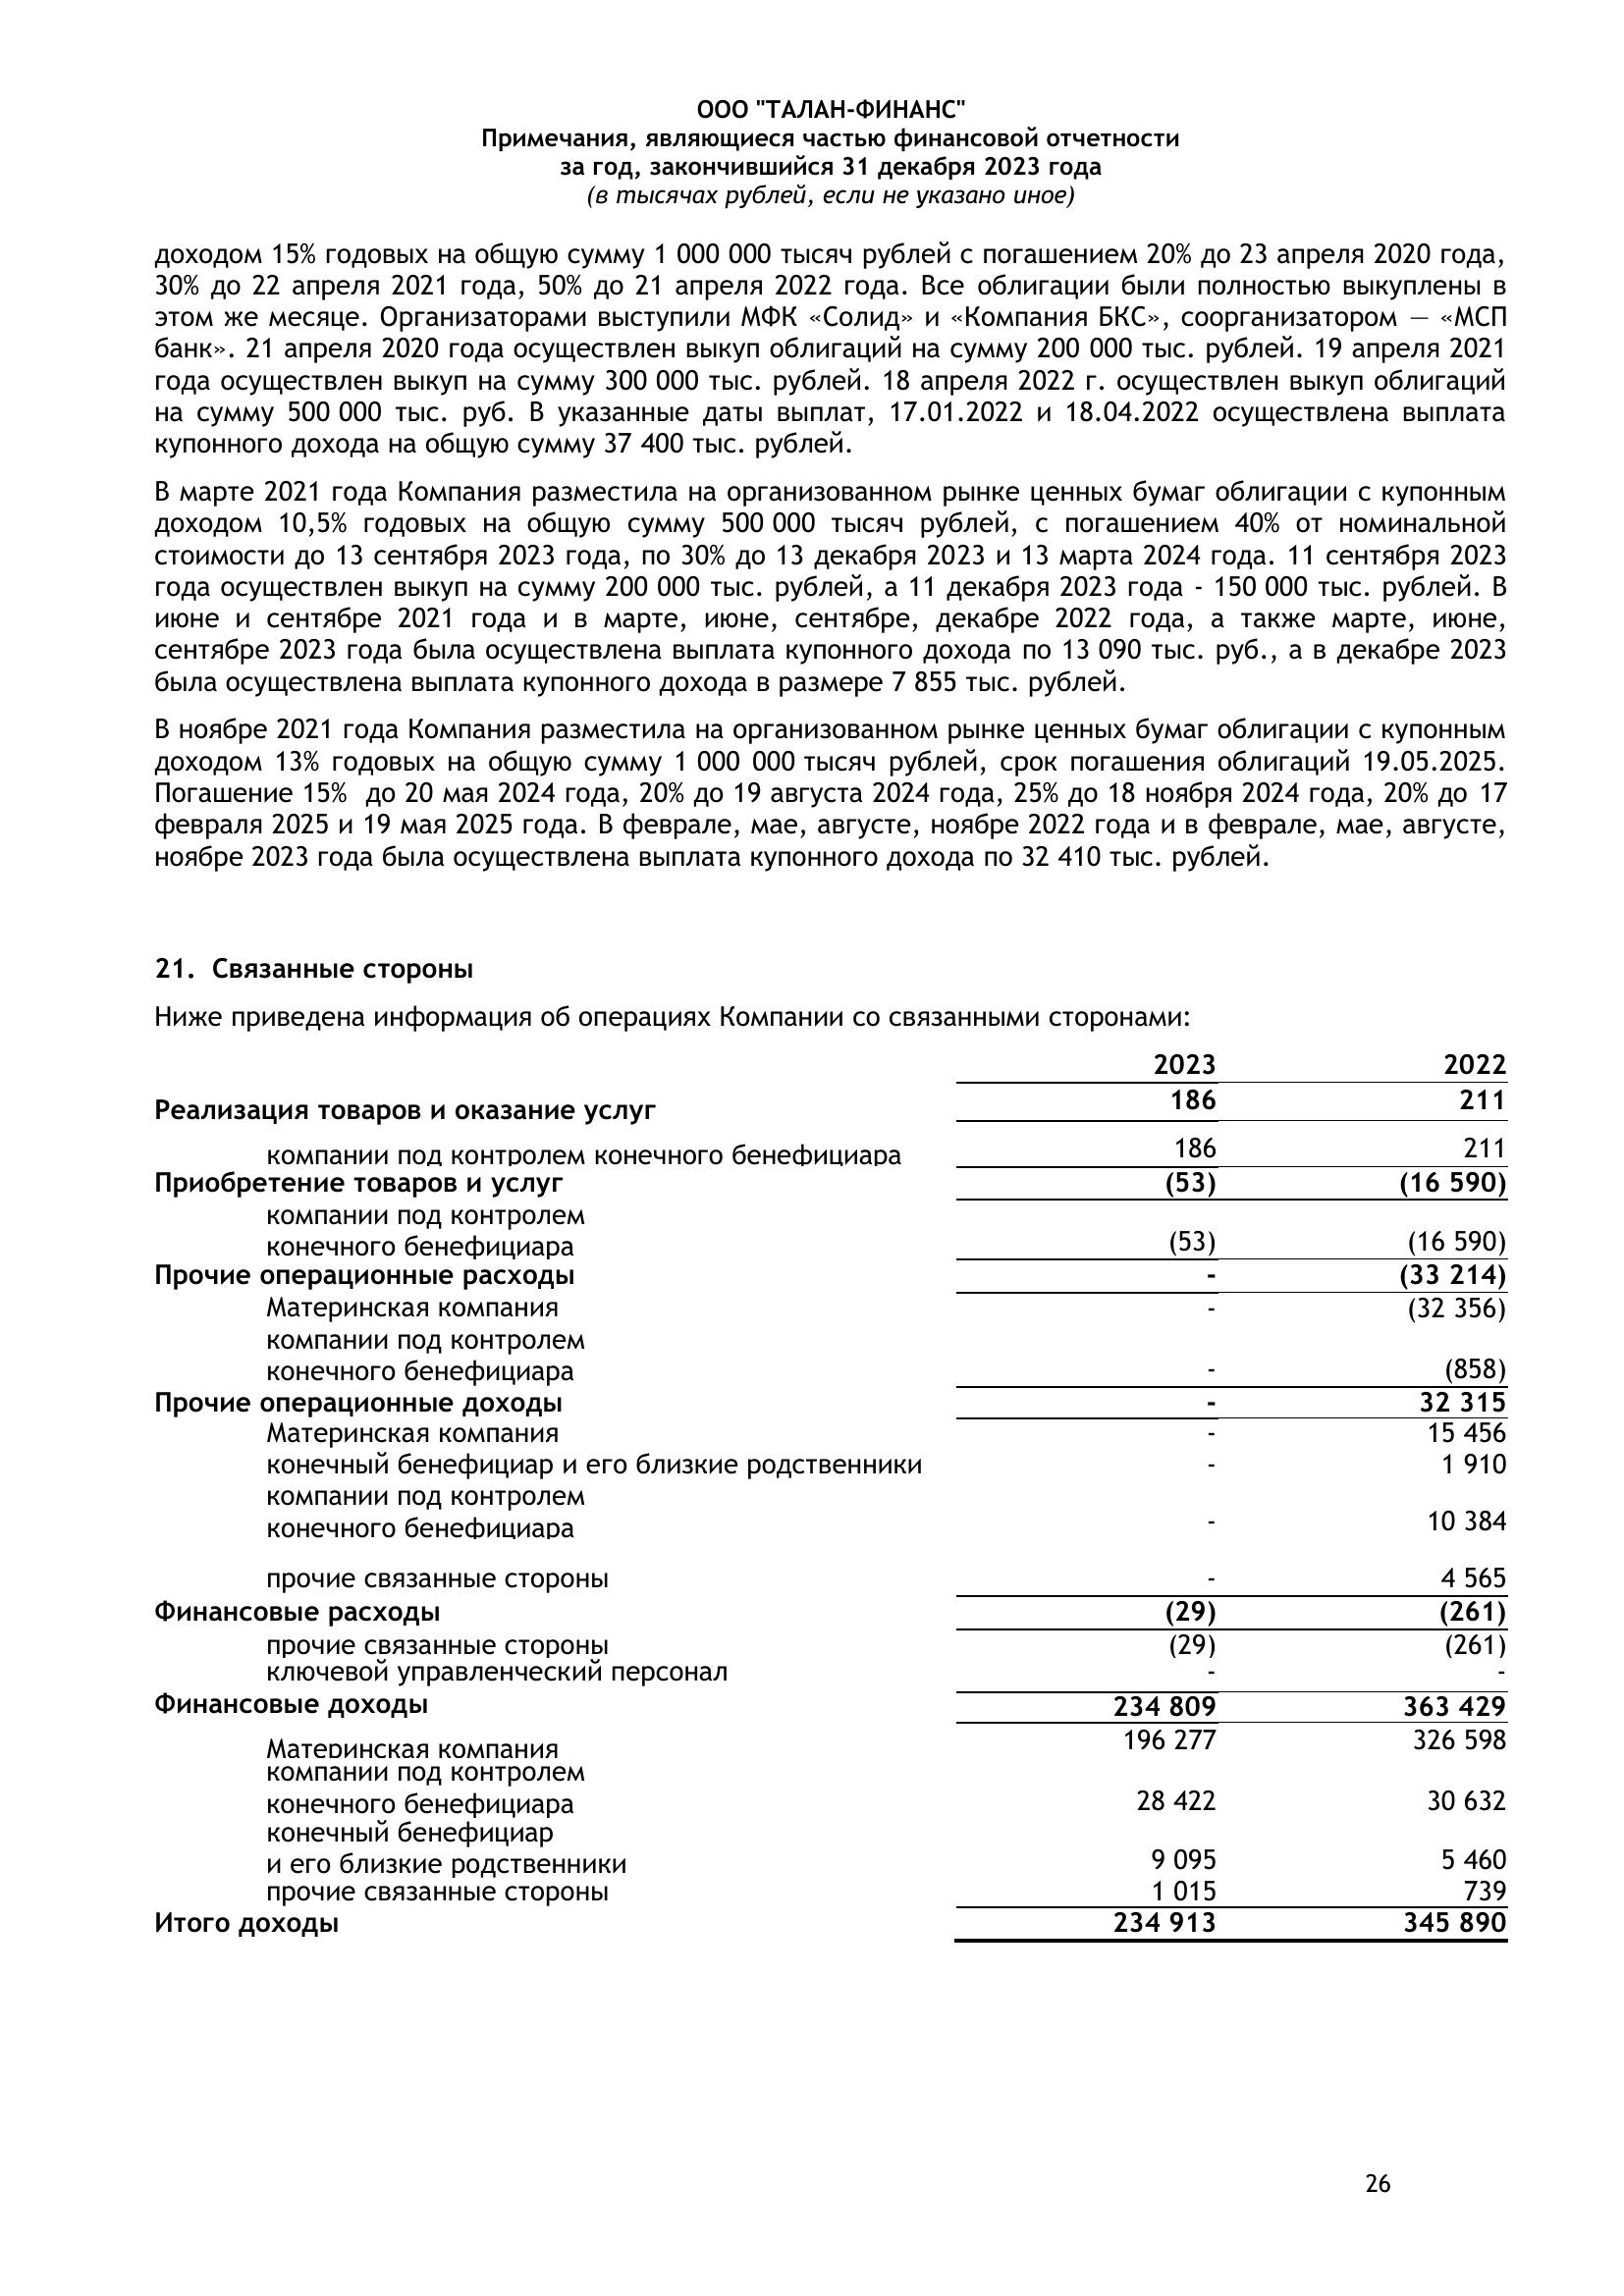 ООО "ТАЛАН-ФИНАНС"
Примечания, являющиеся частью финансовой отчетности
за год, закончившийся 31 декабря 2023 года
(в тысячах рублей, если не указано иное)
доходом 15% годовых на общую сумму 1 000 000 тысяч рублей с погашением 20% до 23 апреля 2020 года,
30% до 22 апреля 2021 года, 50% до 21 апреля 2022 года. Все облигации были полностью выкуплены в
этом же месяце. Организаторами выступили МФК «Солид» и «Компания БКС», соорганизатором — «МСП
банк». 21 апреля 2020 года осуществлен выкуп облигаций на сумму 200 000 тыс. рублей. 19 апреля 2021
года осуществлен выкуп на сумму 300 000 тыс. рублей. 18 апреля 2022 г. осуществлен выкуп облигаций
на сумму 500 000 тыс. руб. В указанные даты выплат, 17.01.2022 и 18.04.2022 осуществлена выплата
купонного дохода на общую сумму 37 400 тыс. рублей.
В марте 2021 года Компания разместила на организованном рынке ценных бумаг облигации с купонным
доходом 10,5% годовых на общую сумму 500 000 тысяч рублей, с погашением 40% от номинальной
стоимости до 13 сентября 2023 года, по 30% до 13 декабря 2023 и 13 марта 2024 года. 11 сентября 2023
года осуществлен выкуп на сумму 200 000 тыс. рублей, а 11 декабря 2023 года - 150 000 тыс. рублей. В
июне и сентябре 2021 года и в марте, июне, сентябре, декабре 2022 года, а также марте, июне,
сентябре 2023 года была осуществлена выплата купонного дохода по 13 090 тыс. руб., а в декабре 2023
была осуществлена выплата купонного дохода в размере 7 855 тыс. рублей.
В ноябре 2021 года Компания разместила на организованном рынке ценных бумаг облигации с купонным
доходом 13% годовых на общую сумму 1 000 000 тысяч рублей, срок погашения облигаций 19.05.2025.
Погашение 15% до 20 мая 2024 года, 20% до 19 августа 2024 года, 25% до 18 ноября 2024 года, 20% до 17
февраля 2025 и 19 мая 2025 года. В феврале, мае, августе, ноябре 2022 года и в феврале, мае, августе,
ноябре 2023 года была осуществлена выплата купонного дохода по 32 410 тыс. рублей.
21. Связанные стороны
Ниже приведена информация об операциях Компании со связанными сторонами:
2023 2022
Реализация товаров и оказание услуг 186 211
компании под контролем конечного бенефициара 186 211
Приобретение товаров и услуг (53) (16 590)
компании под контролем
конечного бенефициара (53) (16 590)
Прочие операционные расходы - (33 214)
Материнская компания - (32 356)
компании под контролем
конечного бенефициара - (858)
Прочие операционные доходы - 32 315
Материнская компания - 15 456
конечный бенефициар и его близкие родственники - 1 910
компании под контролем
конечного бенефициара - 10 384
прочие связанные стороны - 4 565
Финансовые расходы (29) (261)
прочие связанные стороны (29) (261)
ключевой управленческий персонал - -
Финансовые доходы 234 809 363 429
Материнская компания 196 277 326 598
компании под контролем
конечного бенефициара 28 422 30 632
конечный бенефициар
и его близкие родственники 9 095 5 460
прочие связанные стороны 1 015 739
Итого доходы 234 913 345 890
26